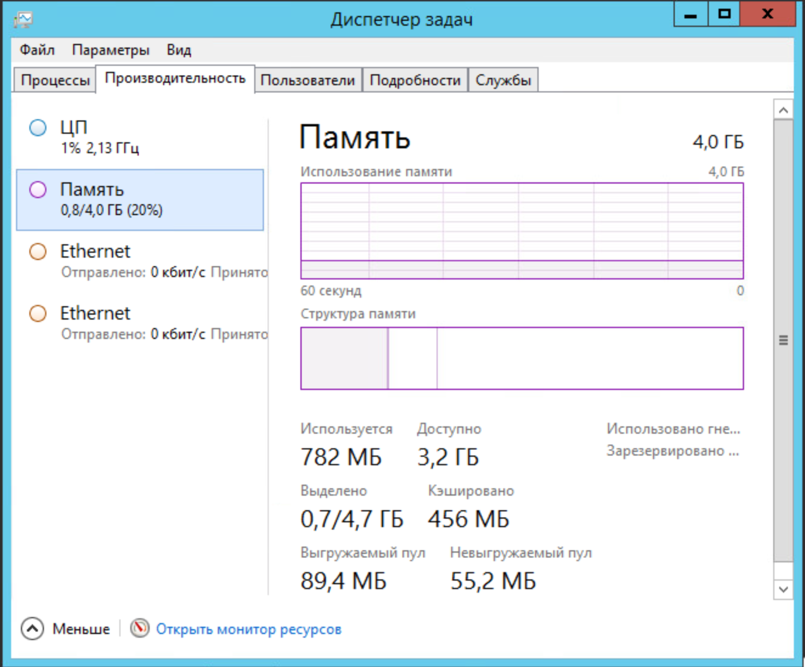 Диспетчер задач
Файл Параметры Вид
Процессы Производительность Пользователи Подробности Службы
ЦП
1% 2,13 ГГц
Память
0,8/4,0 ГБ (20%)
Ethernet
Отправлено: 0 кбит/с Принято
Ethernet
Отправлено: 0 кбит/с Принято
Память 4,0 ГБ
Использование памяти 4,0 ГБ
60 секунд 0
Структура памяти
Используется Доступно Использовано гне...
782 МБ 3,2 ГБ Зарезервировано ...
Выделено Кэшировано
0,7/4,7 ГБ 456 МБ
Выгружаемый пул Невыгружаемый пул
89,4 МБ 55,2 МБ
Меньше Открыть монитор ресурсов